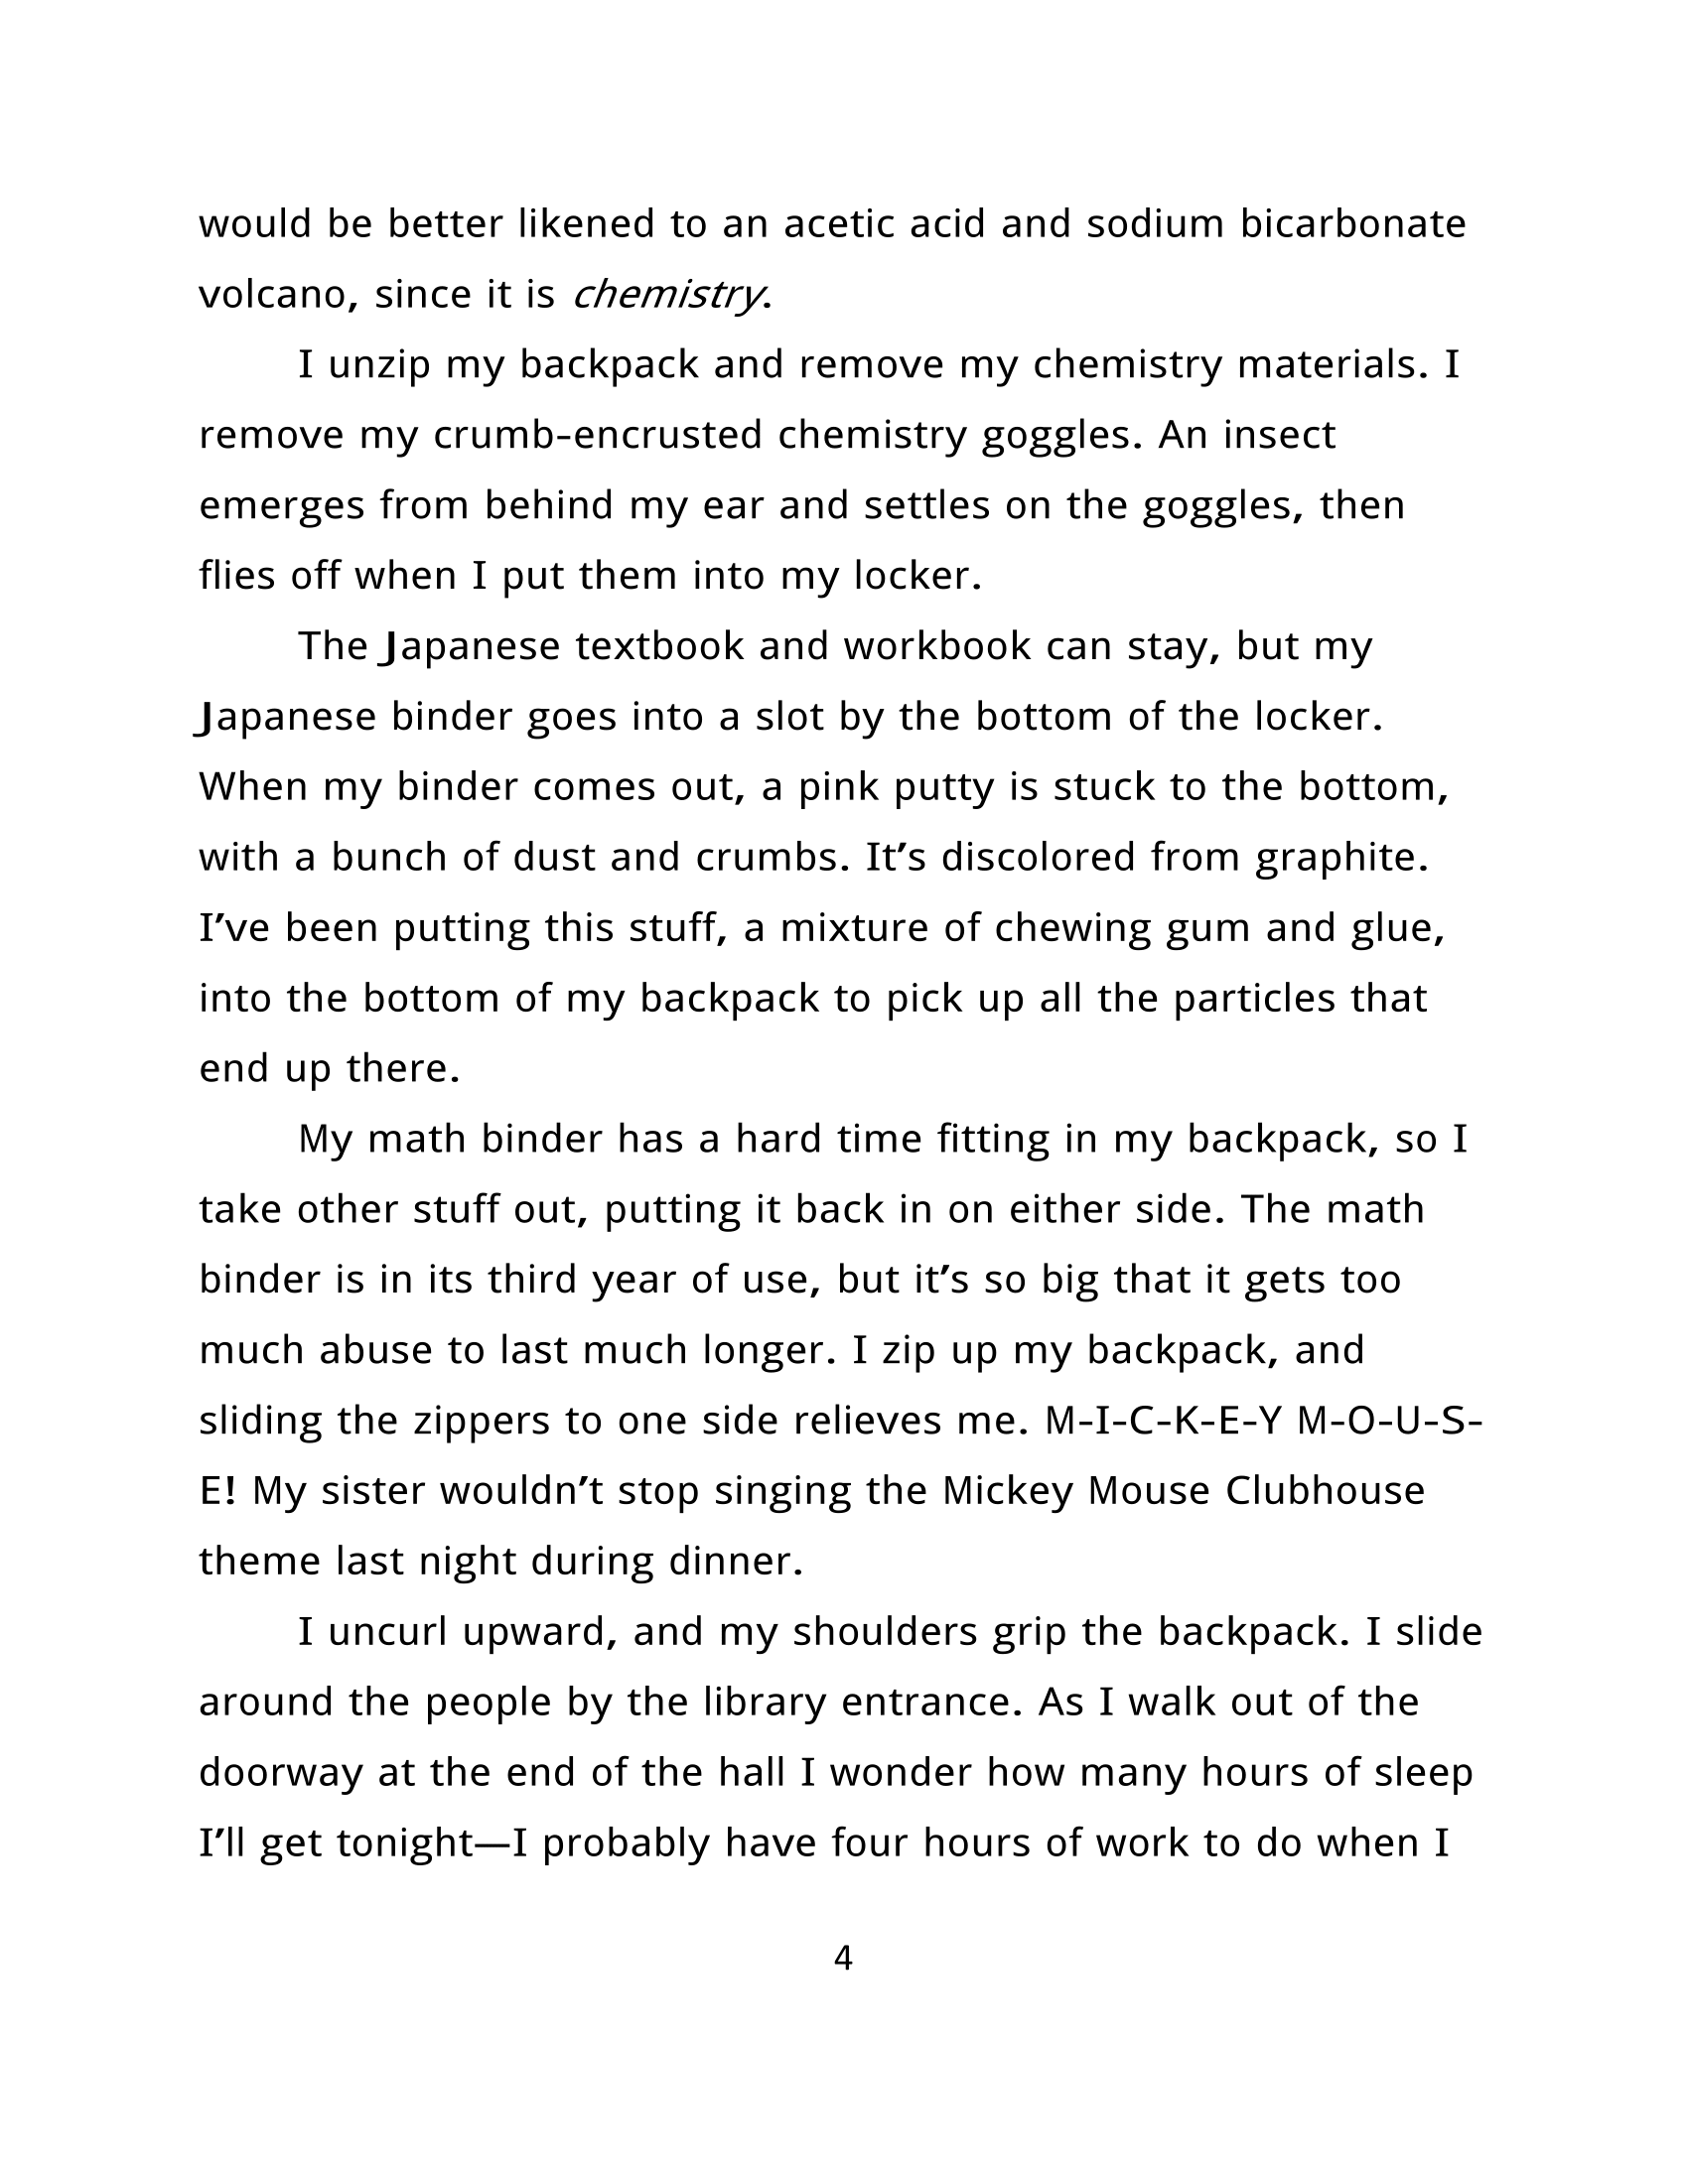 would be better likened to an acetic acid and sodium bicarbonate
volcano, since it is chemistry.
I unzip my backpack and remove my chemistry materials. I
remove my crumb-encrusted chemistry goggles. An insect
emerges from behind my ear and settles on the goggles, then
flies off when I put them into my locker.
The Japanese textbook and workbook can stay, but my
Japanese binder goes into a slot by the bottom of the locker.
When my binder comes out, a pink putty is stuck to the bottom,
with a bunch of dust and crumbs. It’s discolored from graphite.
I’ve been putting this stuff, a mixture of chewing gum and glue,
into the bottom of my backpack to pick up all the particles that
end up there.
My math binder has a hard time fitting in my backpack, so I
take other stuff out, putting it back in on either side. The math
binder is in its third year of use, but it’s so big that it gets too
much abuse to last much longer. I zip up my backpack, and
sliding the zippers to one side relieves me. M-I-C-K-E-Y M-O-U-S-
E! My sister wouldn’t stop singing the Mickey Mouse Clubhouse
theme last night during dinner.
I uncurl upward, and my shoulders grip the backpack. I slide
around the people by the library entrance. As I walk out of the
doorway at the end of the hall I wonder how many hours of sleep
I’ll get tonight—I probably have four hours of work to do when I
4